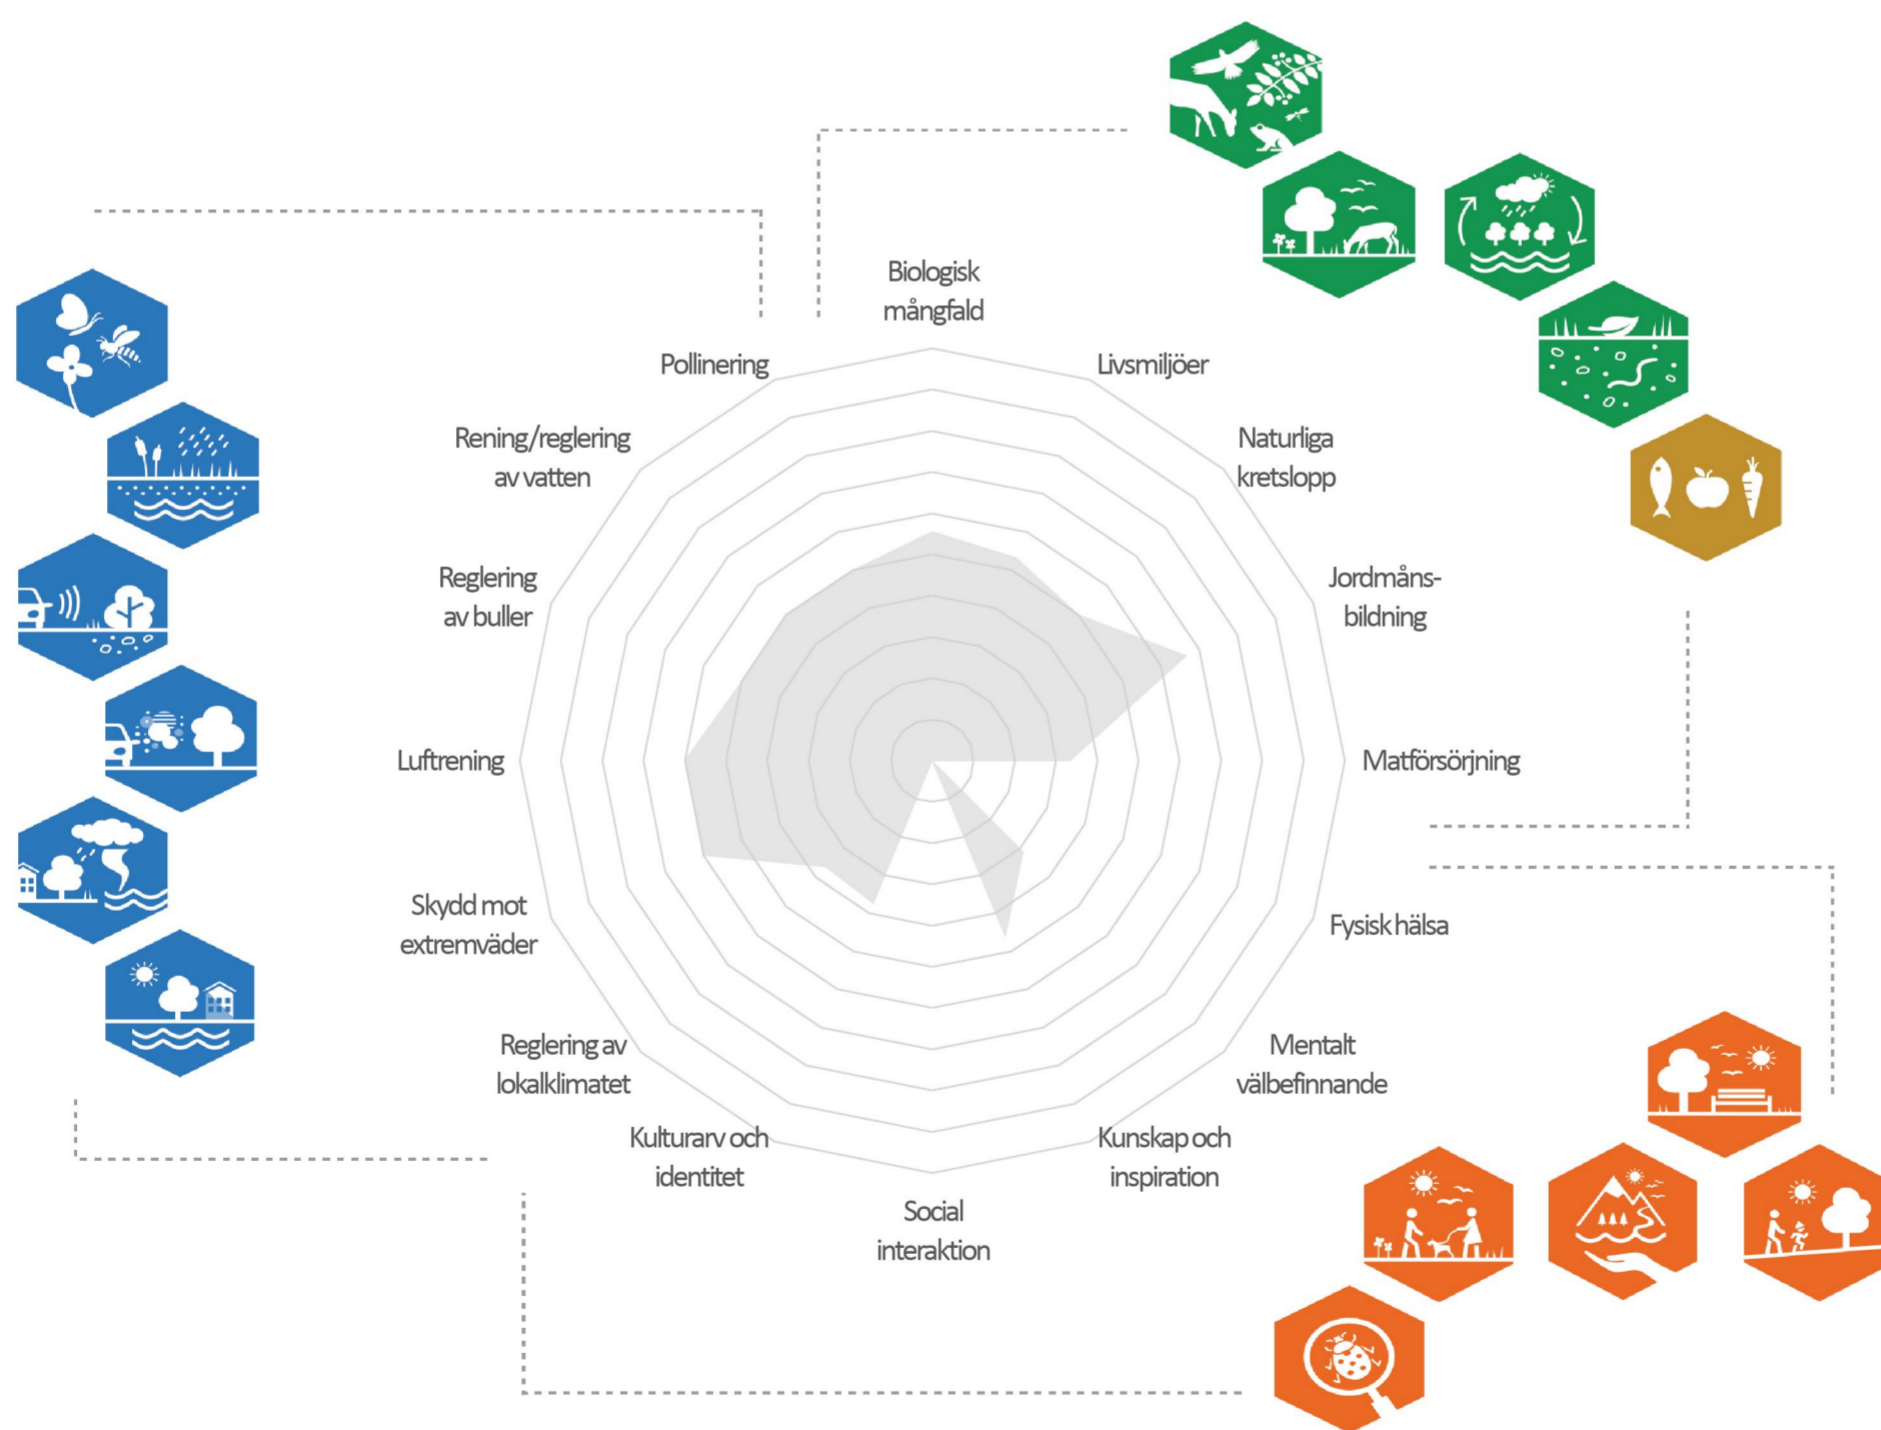 Biologisk
mångfald
Livsmiljöer
Naturliga
kretslopp
Jordmåns-
bildning
Matförsörjning
Fysisk hälsa
Mentalt
välbefinnande
Kunskap och
inspiration
Social
interaktion
Kulturarv och
identitet
Reglering av
lokalklimatet
Skydd mot
extremväder
Luftrening
Reglering
av buller
Rening/reglering
av vatten
Pollinering